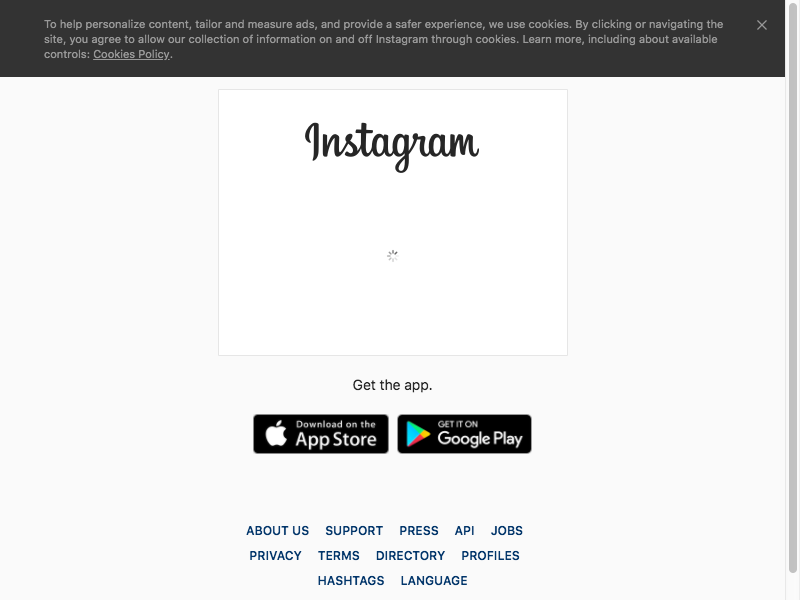 To help personalize content, tailor and measure ads, and provide a safer experience, we use cookies. By clicking or navigating the
site, you agree to allow our collection of information on and off Instagram through cookies. Learn more, including about available
controls: Cookies Policy.
Instagram
Get the app.
Download on the
App Store
GET IT ON
Google Play
ABOUT US SUPPORT PRESS API JOBS
PRIVACY TERMS DIRECTORY PROFILES
HASHTAGS LANGUAGE